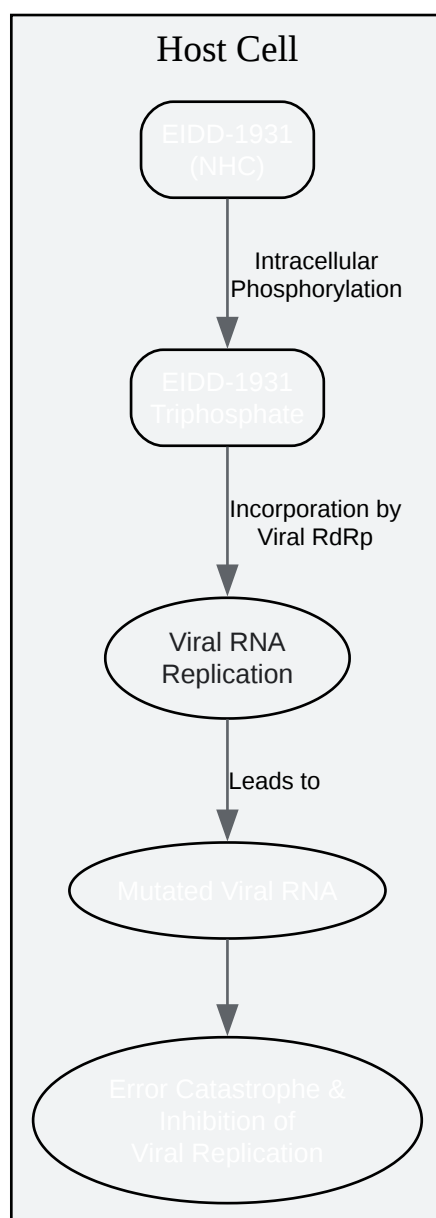 Host Cell
EIDD-1931
(NHC)
Intracellular
Phosphorylation
EIDD-1931
Triphosphate
Incorporation by
Viral RdRp
Viral RNA
Replication
Leads to
Mutated Viral RNA
Error Catastrophe &
Inhibition of
Viral Replication